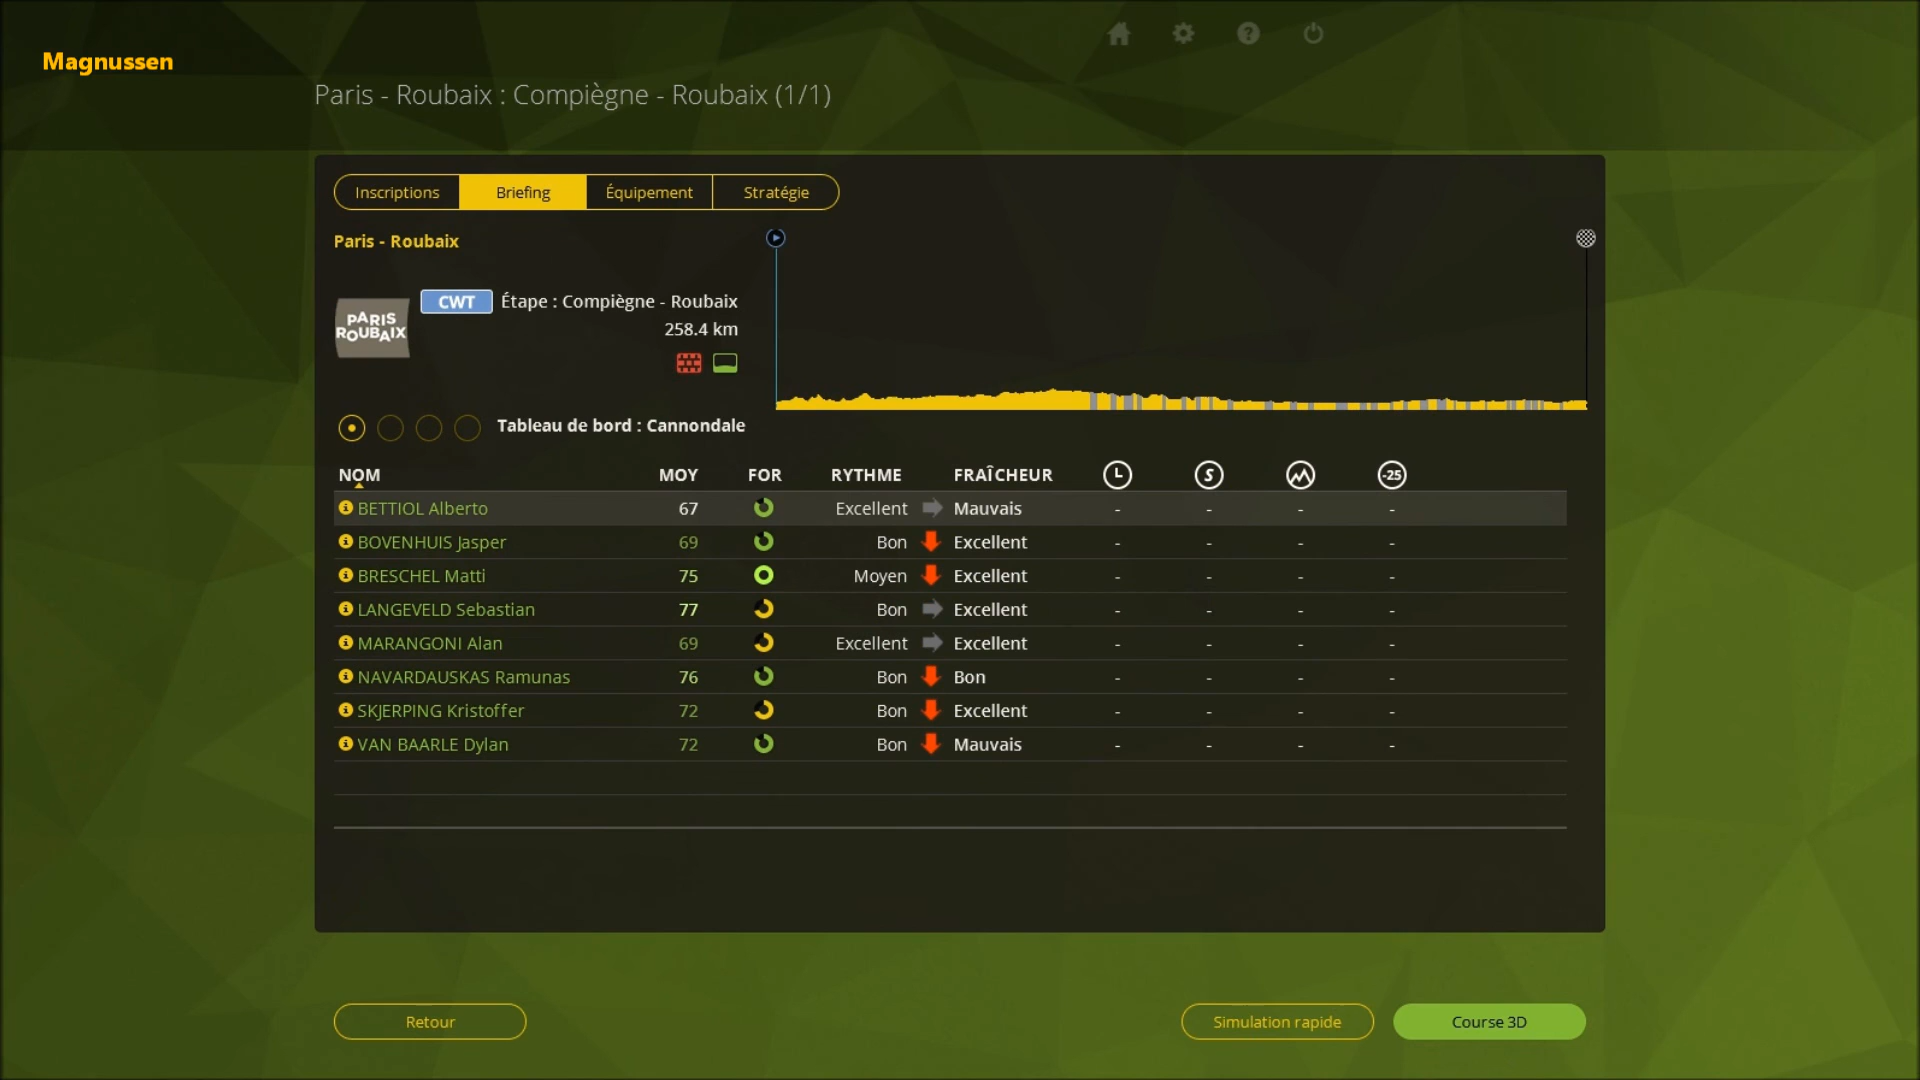 Magnussen
Paris - Roubaix : Compiègne - Roubaix (1/1)
Inscriptions Briefing Équipement Stratégie
Paris - Roubaix
PARIS
ROUBAIX
CWT Étape : Compiègne - Roubaix
258.4 km
Tableau de bord : Cannondale
NOM MOY FOR RYTHME FRAÎCHEUR L S -25
BETTIOL Alberto 67 Excellent Mauvais - - - -
BOVENHUIS Jasper 69 Bon Excellent - - - -
BRESCHEL Matti 75 Moyen Excellent - - - -
LANGEVELD Sebastian 77 Bon Excellent - - - -
MARANGONI Alan 69 Excellent Excellent - - - -
NAVARDAUSKAS Ramunas 76 Bon Bon - - - -
SKJERPING Kristoffer 72 Bon Excellent - - - -
VAN BAARLE Dylan 72 Bon Mauvais - - - -
Retour Simulation rapide Course 3D